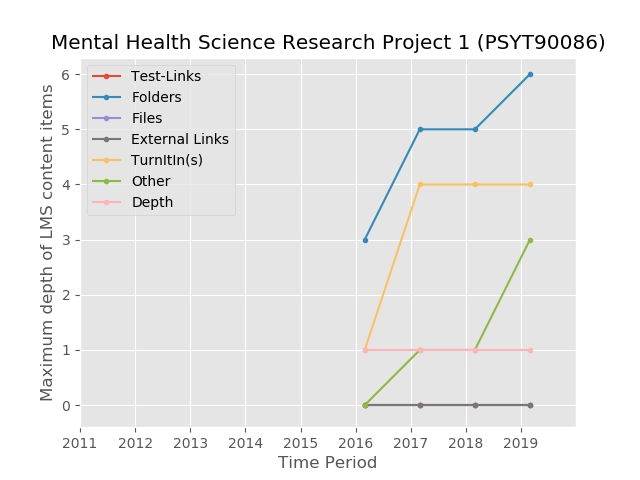 Mental Health Science Research Project 1 (PSYT90086)
Test-Links
Folders
Files
External Links
TurnItIn(s)
Other
Depth
Maximum depth of LMS content items
6
5
4
3
2
1
0
2011 2012 2013 2014 2015 2016 2017 2018 2019
Time Period